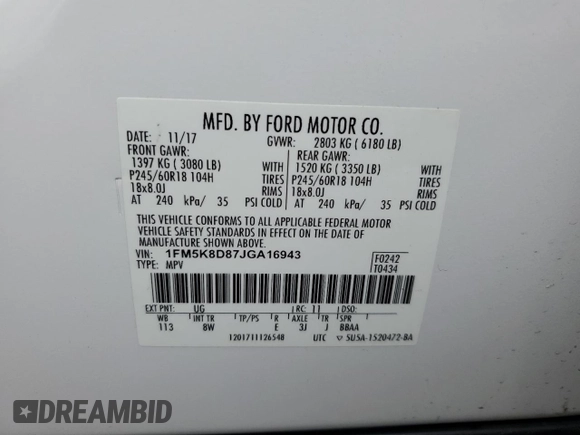 MFD. BY FORD MOTOR CO.
DATE: 11/17 GVWR: 2803 KG ( 6180 LB)
FRONT GAWR: REAR GAWR:
1397 KG ( 3080 LB) WITH 1520 KG ( 3350 LB) WITH
P245/60R18 104H TIRES P245/60R18 104H TIRES
18x8.0J RIMS 18x8.0J RIMS
AT 240 kPa/ 35 PSI COLD AT 240 kPa/ 35 PSI COLD
THIS VEHICLE CONFORMS TO ALL APPLICABLE FEDERAL MOTOR
VEHICLE SAFETY STANDARDS IN EFFECT ON THE DATE OF
MANUFACTURE SHOWN ABOVE.
VIN: 1FM5K8D87JGA16943 F0242
TYPE: MPV T0434
EXT PNT: UG RC: 11 DSO:
WB INT TR TP/PS R AXLE TR SPR
113 8W E 3J J BBAA
1201711126548 UTC ▽ SU5A-1520472-BA
DREAMBID